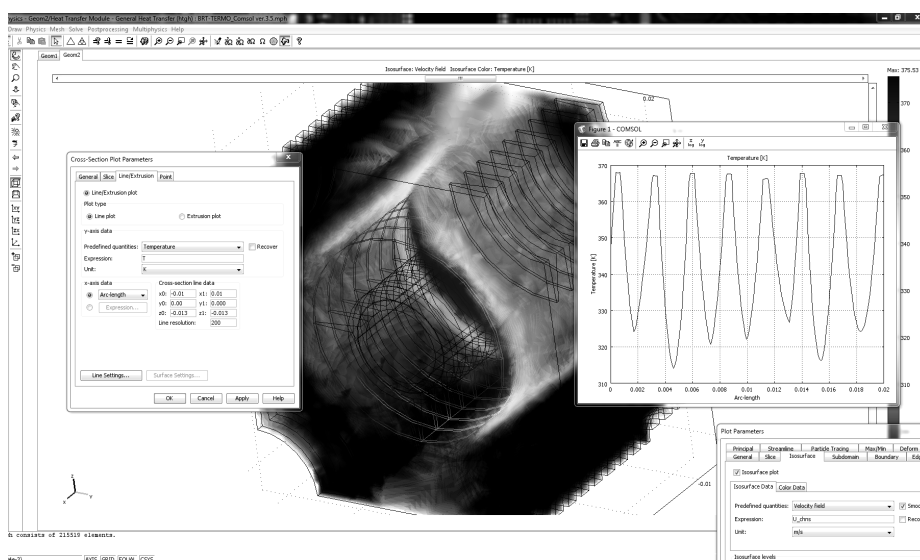 ysics - Geom2/Heat Transfer Module - General Heat Transfer (htgh) : BRT-TERMO_Comsol ver.3.5.mph
Draw Physics Mesh Solve Postprocessing Multiphysics Help
Geom1 Geom2
Isosurface: Velocity field Isosurface Color: Temperature [K]
Max: 375.53
0.02
370
360
350
340
330
320
310
-0.01
Cross-Section Plot Parameters
General Slice Line/Extrusion Point
Line/Extrusion plot
Plot type
Line plot Extrusion plot
y-axis data
Predefined quantities: Temperature Recover
Expression: T
Unit: K
x-axis data Cross-section line data
Arc-length x0: -0.01 x1: 0.01
Expression... y0: 0.00 y1: 0.000
z0: -0.013 z1: -0.013
Line resolution: 200
Line Settings... Surface Settings...
OK Cancel Apply Help
Figure 1 - COMSOL
Temperature [K]
370
360
350
340
330
320
310
Temperature [K]
0 0.002 0.004 0.006 0.008 0.01 0.012 0.014 0.016 0.018 0.02
Arc-length
Plot Parameters
Principal Streamline Particle Tracing Max/Min Deform
General Slice Isosurface Subdomain Boundary Edg
Isosurface plot
Isosurface Data Color Data
Predefined quantities: Velocity field Smoo
Expression: U_chns Reco
Unit: m/s
Isosurface levels
z
y
x
h consists of 215519 elements.
AXIS GRID EQUAL CSYS